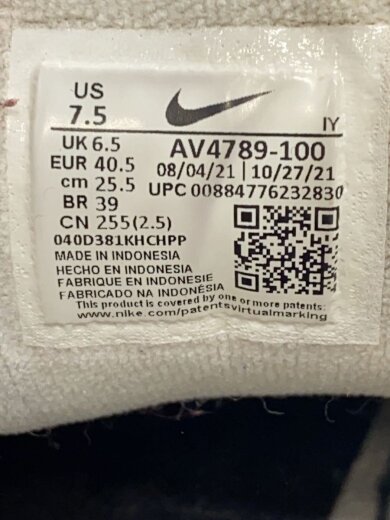 US
7.5
IY
UK 6.5
AV4789-100
EUR 40.5
08/04/21 | 10/27/21
cm 25.5
UPC 00884776232830
BR 39
CN 255(2.5)
040D381KHCHPP
MADE IN INDONESIA
HECHO EN INDONESIA
FABRIQUE EN INDONESIE
FABRICADO NA INDONÉSIA
This product is covered by one or more patents:
www.nike.com/patentsvirtualmarking